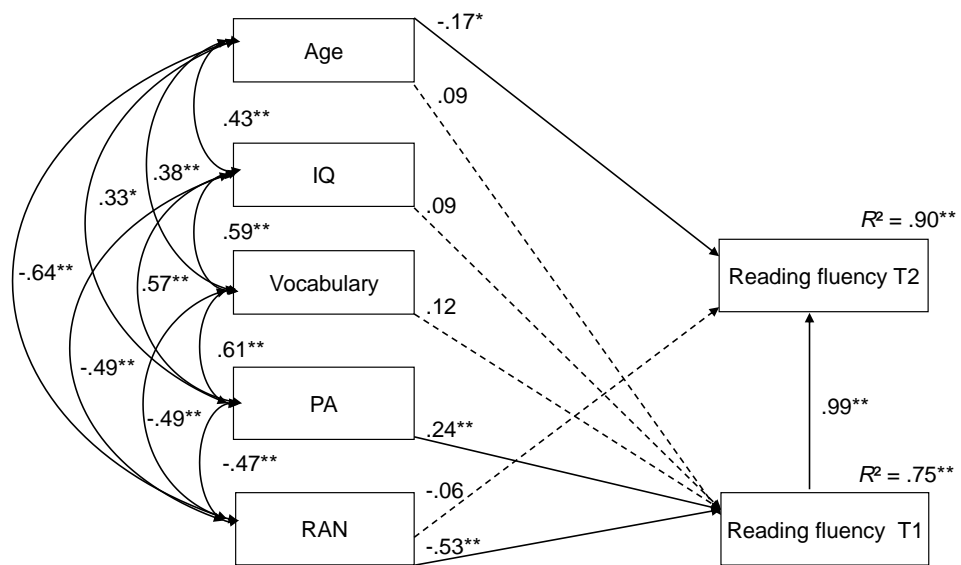 -.17*
Age
.09
.43**
.38**
IQ
.33*
.09
R² = .90**
.59**
-.64**
.57**
Vocabulary
Reading fluency T2
.12
.61**
-.49**
PA
-.49**
.99**
.24**
-.47**
-.06
R² = .75**
RAN
Reading fluency T1
-.53**